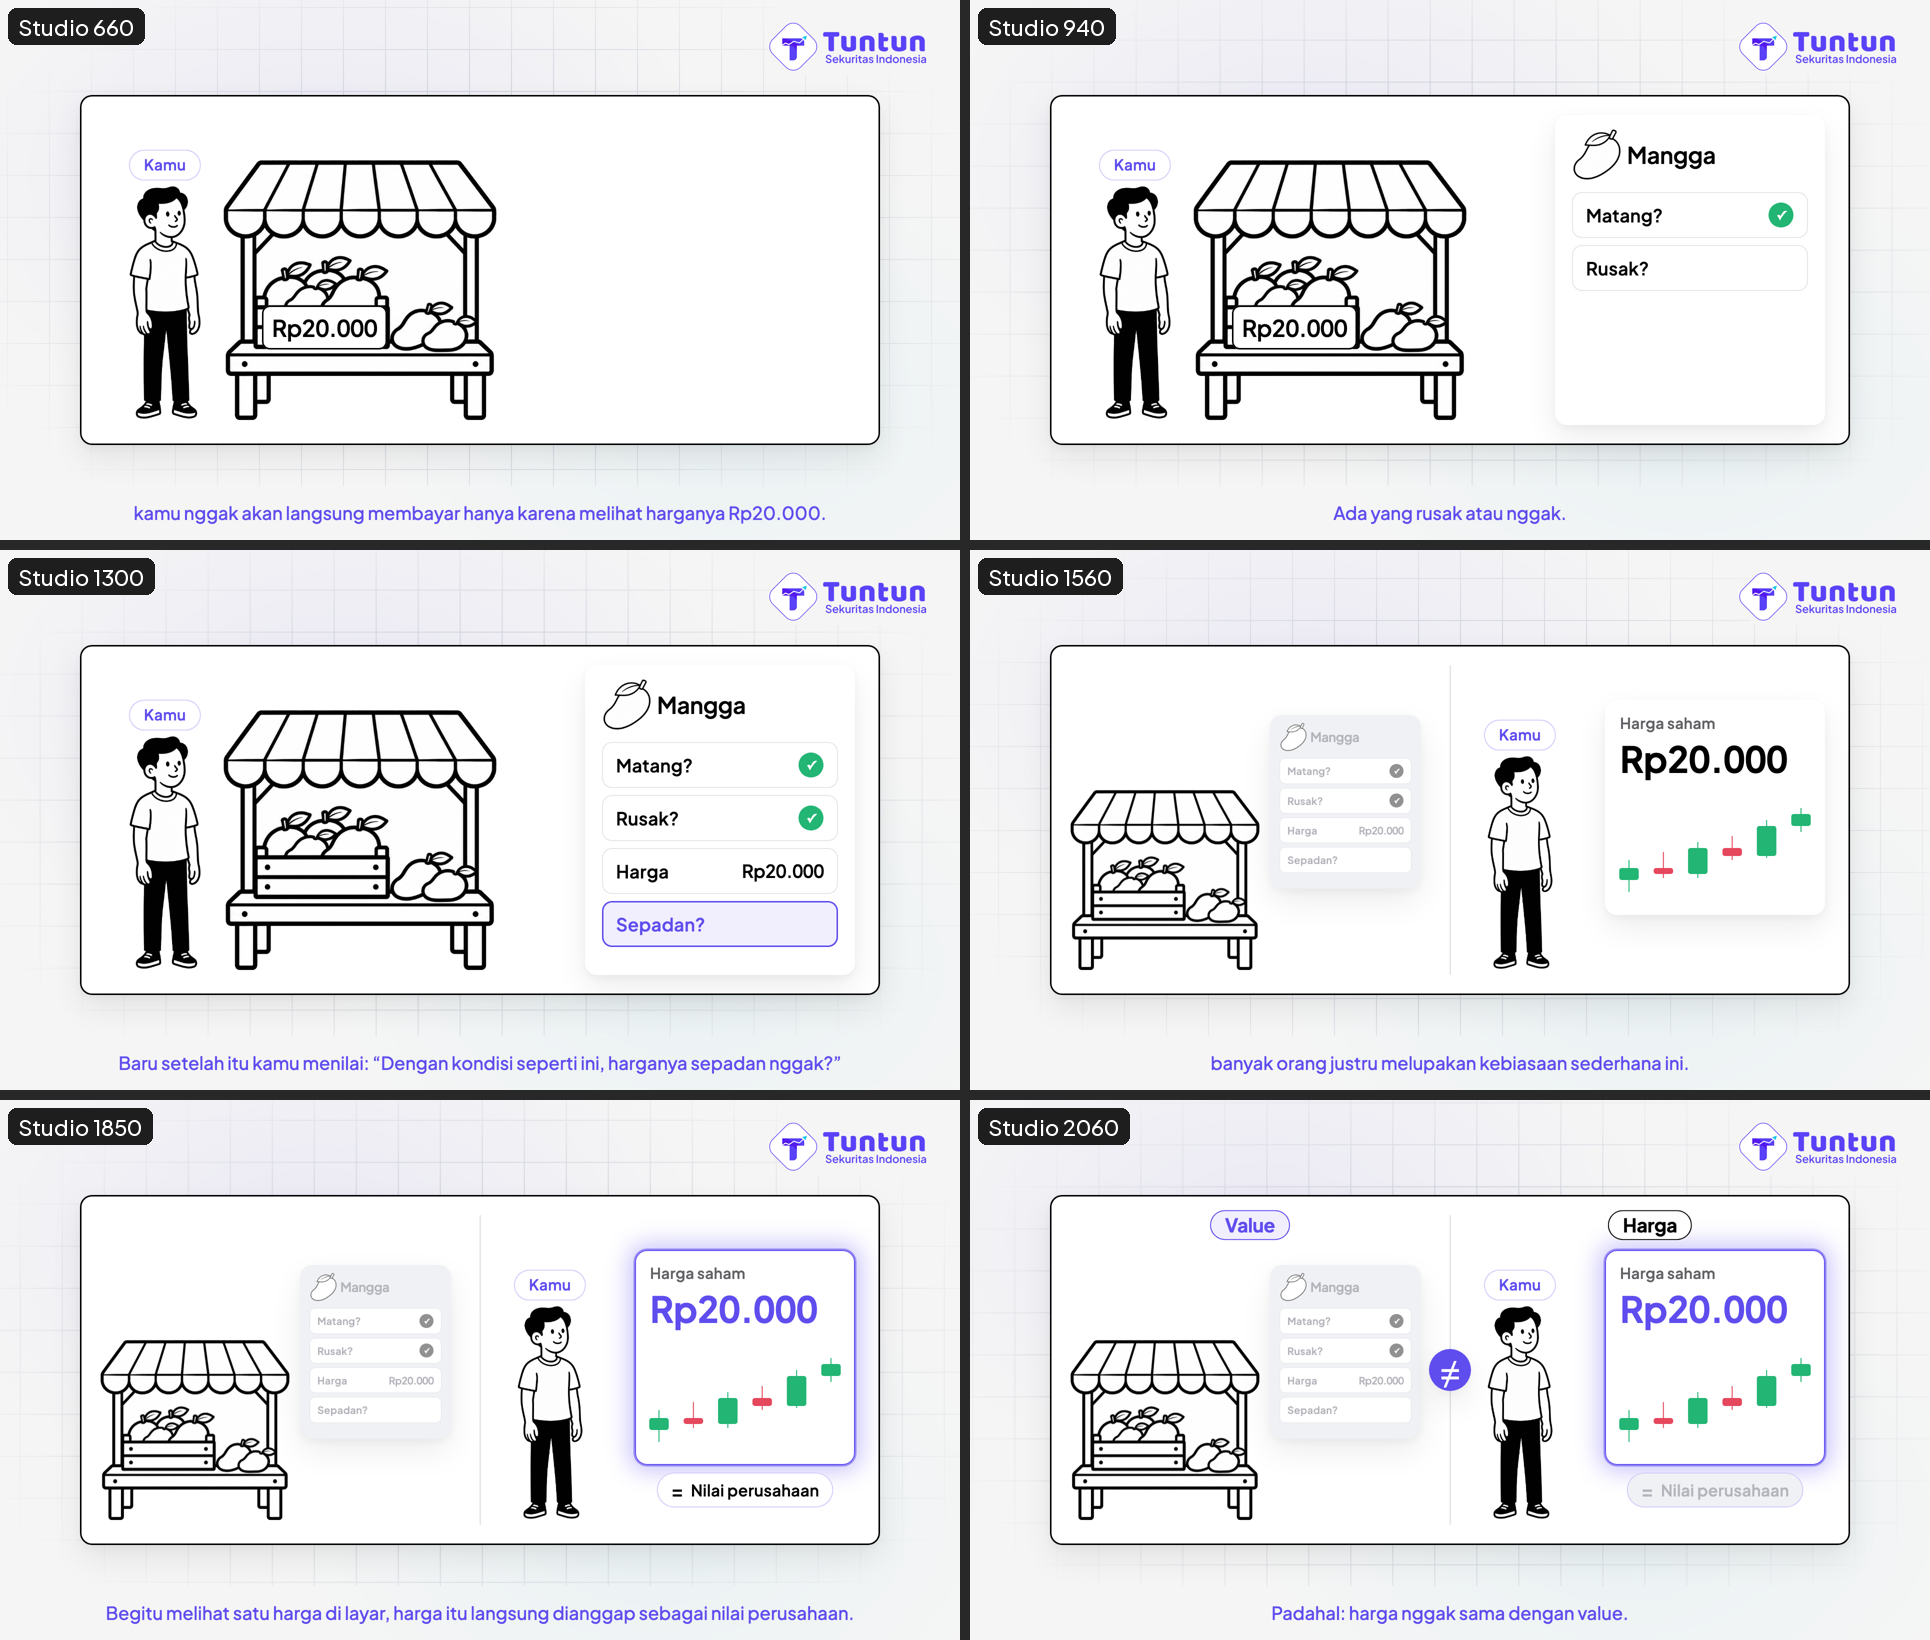 Studio 660
Tuntun
Sekuritas Indonesia
Kamu
Rp20.000
kamu nggak akan langsung membayar hanya karena melihat harganya Rp20.000.
Studio 940
Tuntun
Sekuritas Indonesia
Kamu
Rp20.000
Mangga
Matang?
Rusak?
Ada yang rusak atau nggak.
Studio 1300
Tuntun
Sekuritas Indonesia
Kamu
Mangga
Matang?
Rusak?
Harga Rp20.000
Sepadan?
Baru setelah itu kamu menilai: “Dengan kondisi seperti ini, harganya sepadan nggak?”
Studio 1560
Tuntun
Sekuritas Indonesia
Mangga
Matang?
Rusak?
Harga Rp20.000
Sepadan?
Kamu
Harga saham
Rp20.000
banyak orang justru melupakan kebiasaan sederhana ini.
Studio 1850
Tuntun
Sekuritas Indonesia
Mangga
Matang?
Rusak?
Harga Rp20.000
Sepadan?
Kamu
Harga saham
Rp20.000
= Nilai perusahaan
Begitu melihat satu harga di layar, harga itu langsung dianggap sebagai nilai perusahaan.
Studio 2060
Tuntun
Sekuritas Indonesia
Value
Mangga
Matang?
Rusak?
Harga Rp20.000
Sepadan?
≠
Harga
Kamu
Harga saham
Rp20.000
= Nilai perusahaan
Padahal: harga nggak sama dengan value.